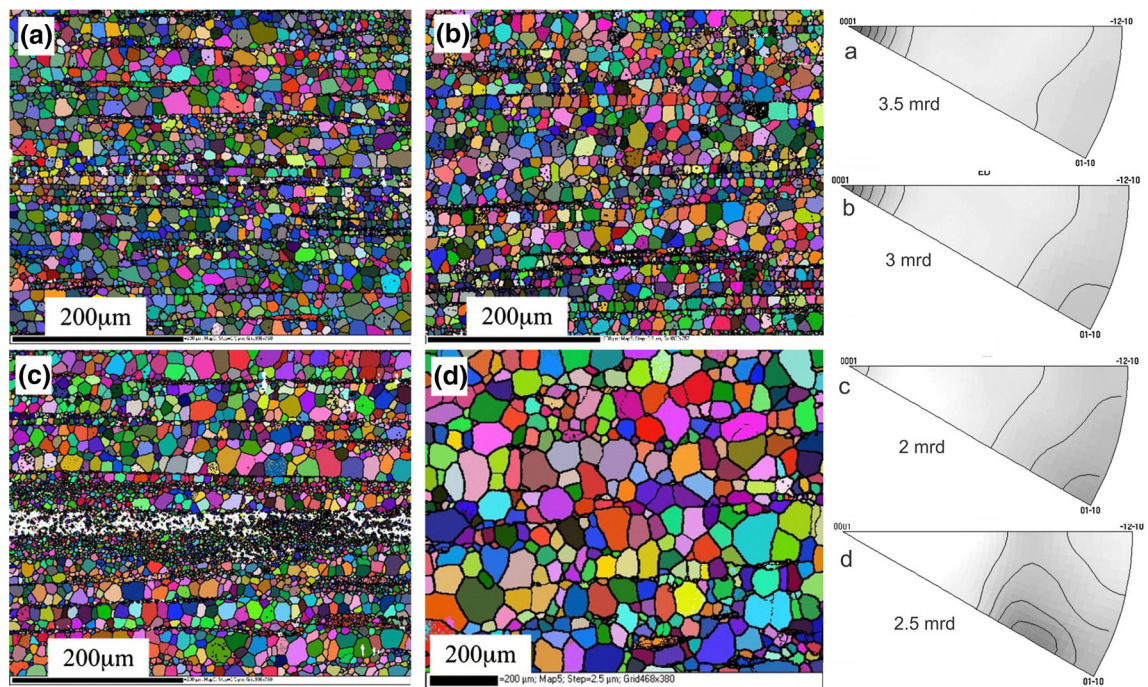 (a)
200μm
(b)
200μm
(c)
200μm
(d)
200μm
=200 μm; Map5; Step=2.5 μm; Grid468x380
0001
-12-10
a
3.5 mrd
01-10
ED
0001
-12-10
b
3 mrd
01-10
0001
-12-10
c
2 mrd
01-10
0001
-12-10
d
2.5 mrd
01-10